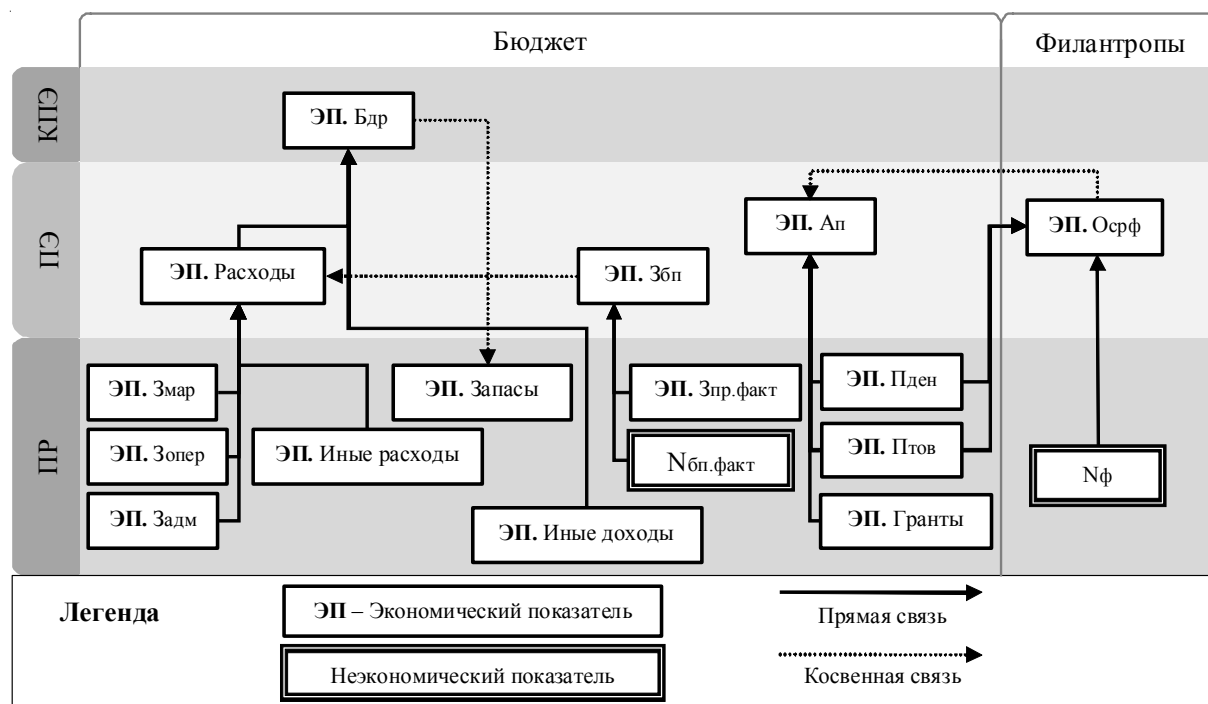 Бюджет
Филантропы
КПЭ
ЭП. Бдр
ПЭ
ЭП. Ап
ЭП. Осрф
ЭП. Расходы
ЭП. Збп
ПР
ЭП. Змар
ЭП. Запасы
ЭП. Зпр.факт
ЭП. Пден
ЭП. Зопер
ЭП. Иные расходы
Nбп.факт
ЭП. Птов
Nф
ЭП. Задм
ЭП. Иные доходы
ЭП. Гранты
Легенда
ЭП – Экономический показатель
Прямая связь
Неэкономический показатель
Косвенная связь